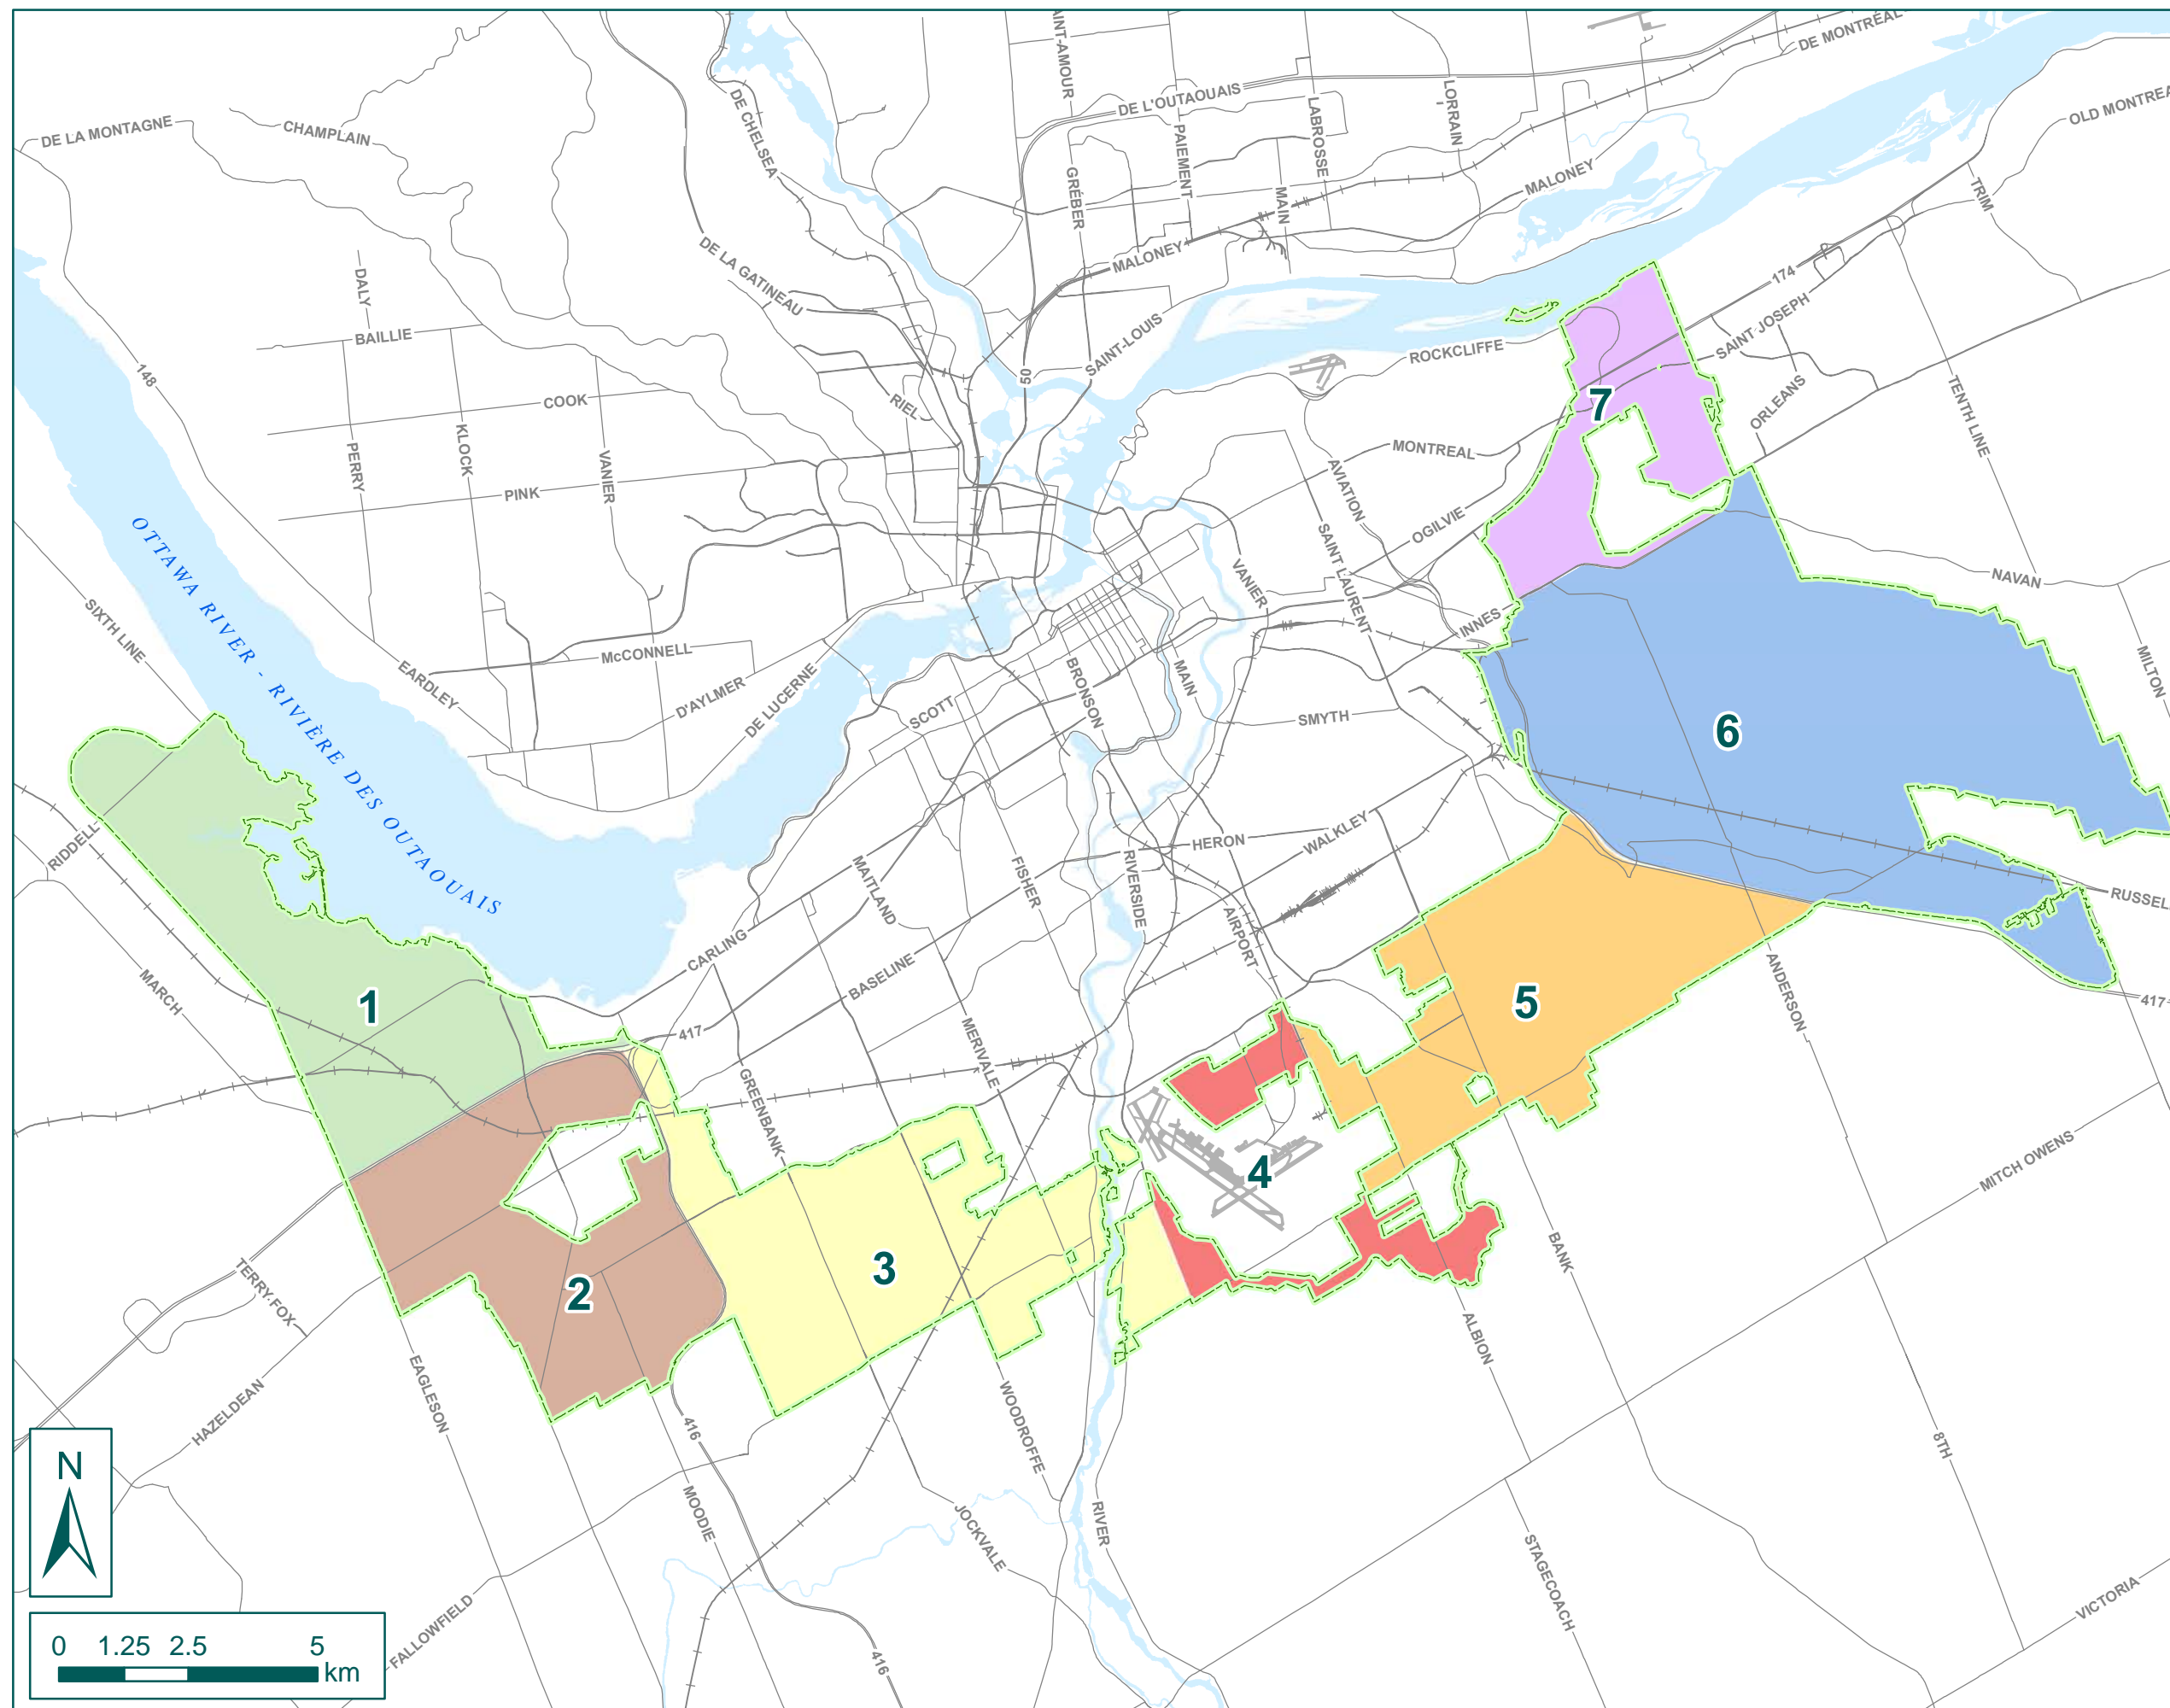 DE LA MONTAGNE
CHAMPLAIN
DE CHELSEA
SAINT-AMOUR
DE L'OUTAOUAIS
PAIEMENT
LABROSSE
LORRAIN
DE MONTRÉAL
OLD MONTREAL
GRÉBER
MAIN
MALONEY
TRIM
DALY
BAILLIE
DE LA GATINEAU
MALONEY
174
SAINT JOSEPH
148
SAINT-LOUIS
50
ROCKCLIFFE
COOK
RIEL
7
ORLEANS
TENTH LINE
PERRY
KLOCK
VANIER
MONTREAL
PINK
AVIATION
OGILVIE
OTTAWA RIVER - RIVIÈRE DES OUTAOUAIS
SAINT LAURENT
VANIER
NAVAN
SIXTH LINE
INNES
McCONNELL
EARDLEY
D'AYLMER
DE LUCERNE
SCOTT
BRONSON
MAIN
SMYTH
6
MILTON
RIDDELL
MAITLAND
FISHER
HERON
WALKLEY
RIVERSIDE
RUSSELL
CARLING
BASELINE
AIRPORT
MARCH
1
417
MERIVALE
5
ANDERSON
417
GREENBANK
4
MITCH OWENS
TERRY FOX
2
3
BANK
ALBION
EAGLESON
HAZELDEAN
WOODROFFE
416
8TH
N
MOODIE
JOCKVALE
RIVER
STAGECOACH
VICTORIA
FALLOWFIELD
416
0 1.25 2.5 5
km